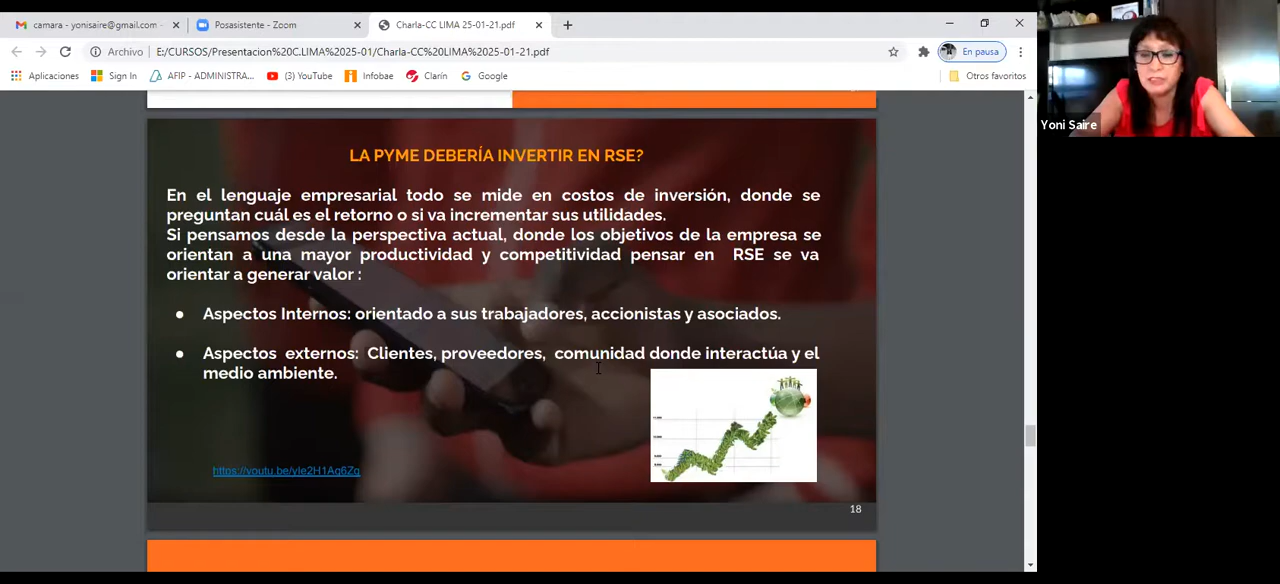 camara - yonisaire@gmail.com -
Posasistente - Zoom
Charla-CC LIMA 25-01-21.pdf
Archivo
E:/CURSOS/Presentacion%20C.LIMA%2025-01/Charla-CC%20LIMA%2025-01-21.pdf
En pausa
Aplicaciones
Sign In
AFIP - ADMINISTRA...
(3) YouTube
Infobae
Clarín
Google
Otros favoritos
Yoni Saire
LA PYME DEBERÍA INVERTIR EN RSE?
En el lenguaje empresarial todo se mide en costos de inversión, donde se
preguntan cuál es el retorno o si va incrementar sus utilidades.
Si pensamos desde la perspectiva actual, donde los objetivos de la empresa se
orientan a una mayor productividad y competitividad pensar en RSE se va
orientar a generar valor :
● Aspectos Internos: orientado a sus trabajadores, accionistas y asociados.
● Aspectos externos: Clientes, proveedores, comunidad donde interactúa y el
medio ambiente.
18